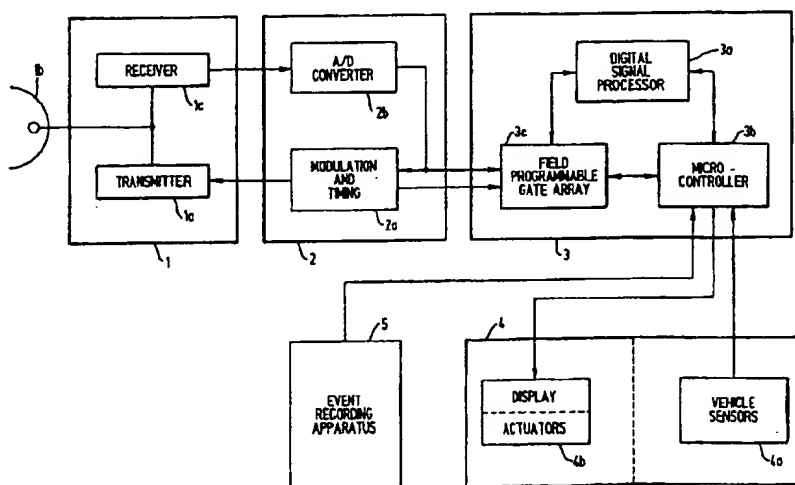 1b
RECEIVER
1c
TRANSMITTER
1a
1
A/D
CONVERTER
2b
MODULATION
AND
TIMING
2a
2
DIGITAL
SIGNAL
PROCESSOR
3a
3c
FIELD
PROGRAMMABLE
GATE ARRAY
3b
MICRO-
CONTROLLER
3
5
EVENT
RECORDING
APPARATUS
4
DISPLAY
ACTUATORS
4b
VEHICLE
SENSORS
4a